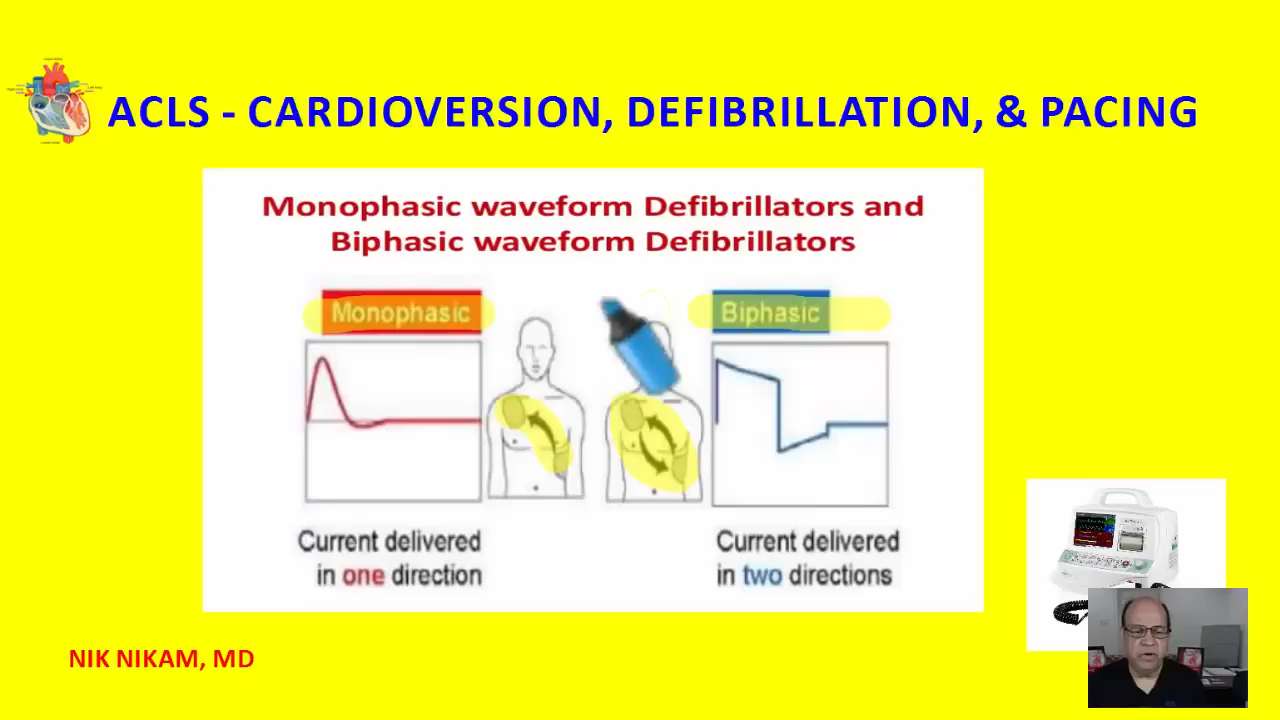 ACLS - CARDIOVERSION, DEFIBRILLATION, & PACING
Monophasic waveform Defibrillators and
Biphasic waveform Defibrillators
Monophasic
Biphasic
Current delivered
in one direction
Current delivered
in two directions
NIK NIKAM, MD